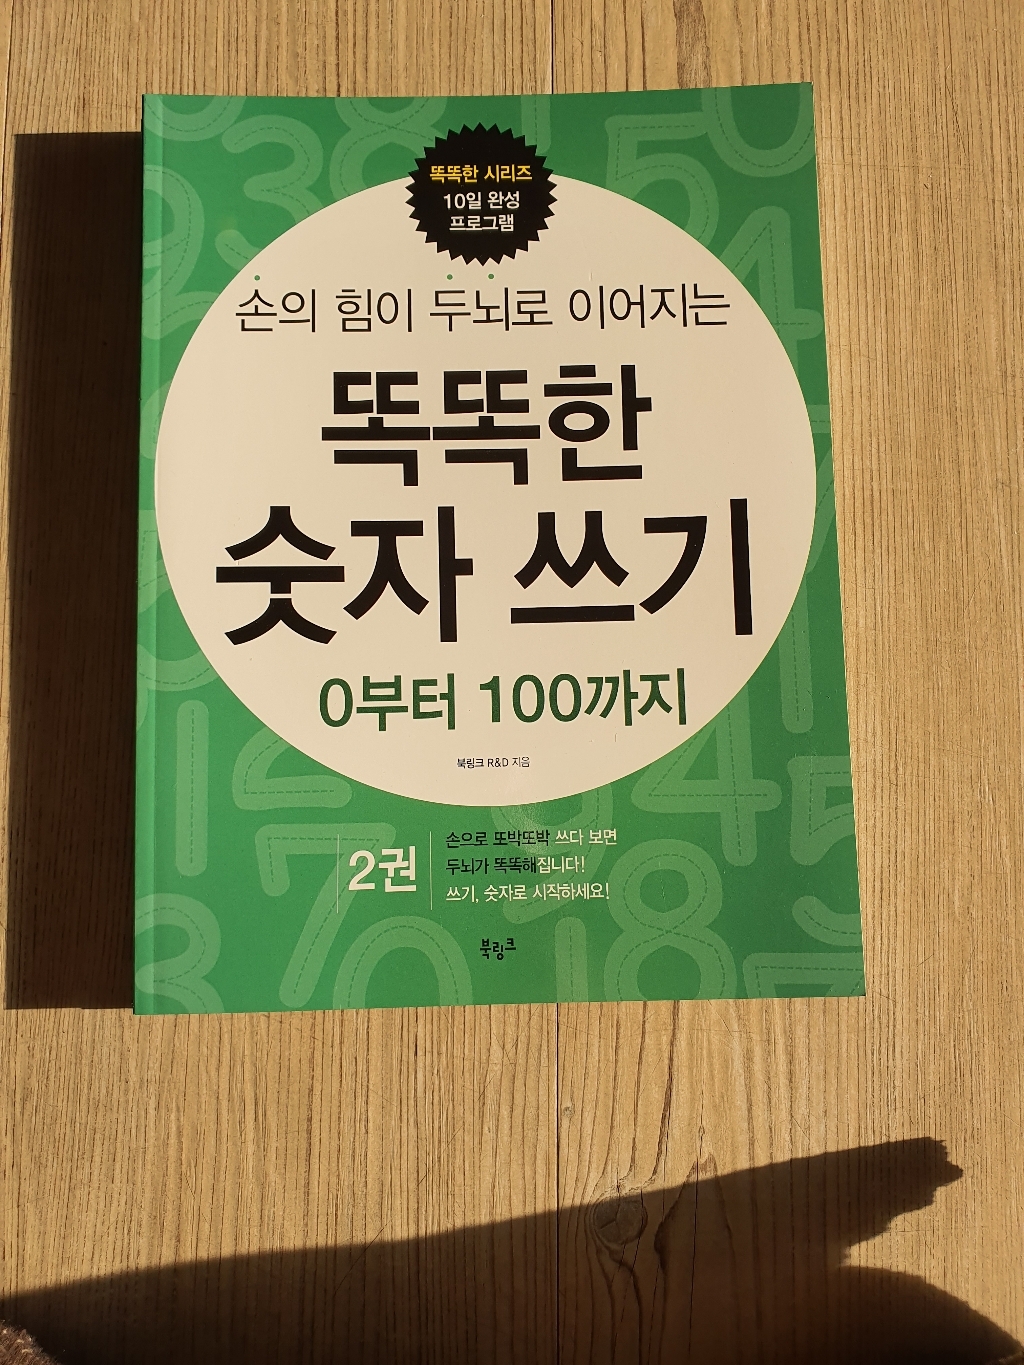 똑똑한 시리즈
10일 완성
프로그램
손의 힘이 두뇌로 이어지는
똑똑한
숫자 쓰기
0부터 100까지
북링크 R&D 지음
2권
손으로 또박또박 쓰다 보면
두뇌가 똑똑해집니다!
쓰기, 숫자로 시작하세요!
북링크